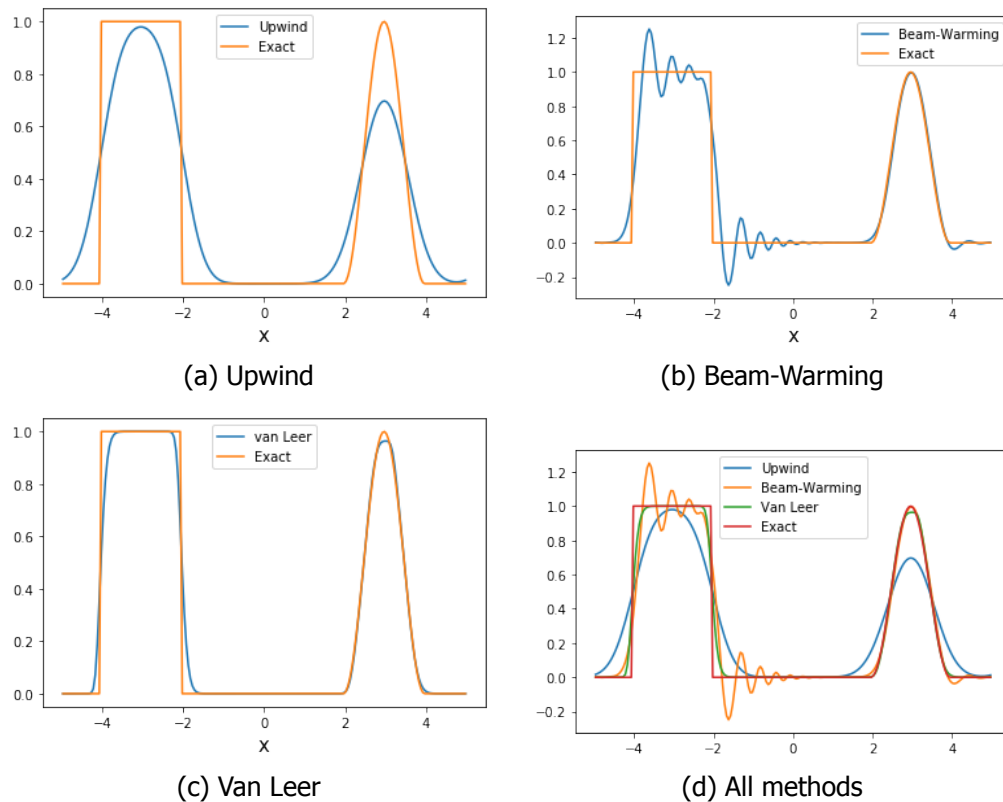 Upwind
Exact
1.0
0.8
0.6
0.4
0.2
0.0
−4 −2 0 2 4
x
(a) Upwind
Beam-Warming
Exact
1.2
1.0
0.8
0.6
0.4
0.2
0.0
−0.2
−4 −2 0 2 4
x
(b) Beam-Warming
van Leer
Exact
1.0
0.8
0.6
0.4
0.2
0.0
−4 −2 0 2 4
x
(c) Van Leer
Upwind
Beam-Warming
Van Leer
Exact
1.2
1.0
0.8
0.6
0.4
0.2
0.0
−0.2
−4 −2 0 2 4
(d) All methods